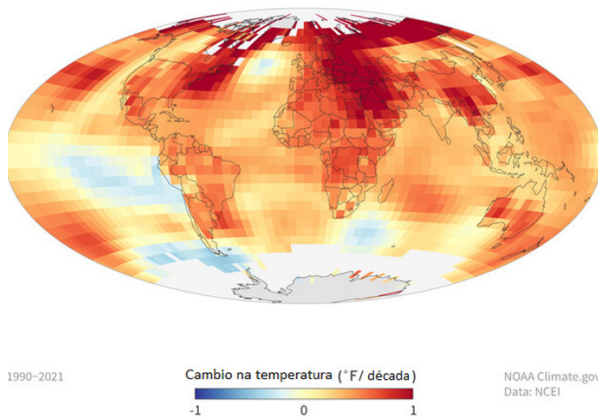 1990-2021
Cambio na temperatura (°F/ década)
-1 0 1
NOAA Climate.gov
Data: NCEI